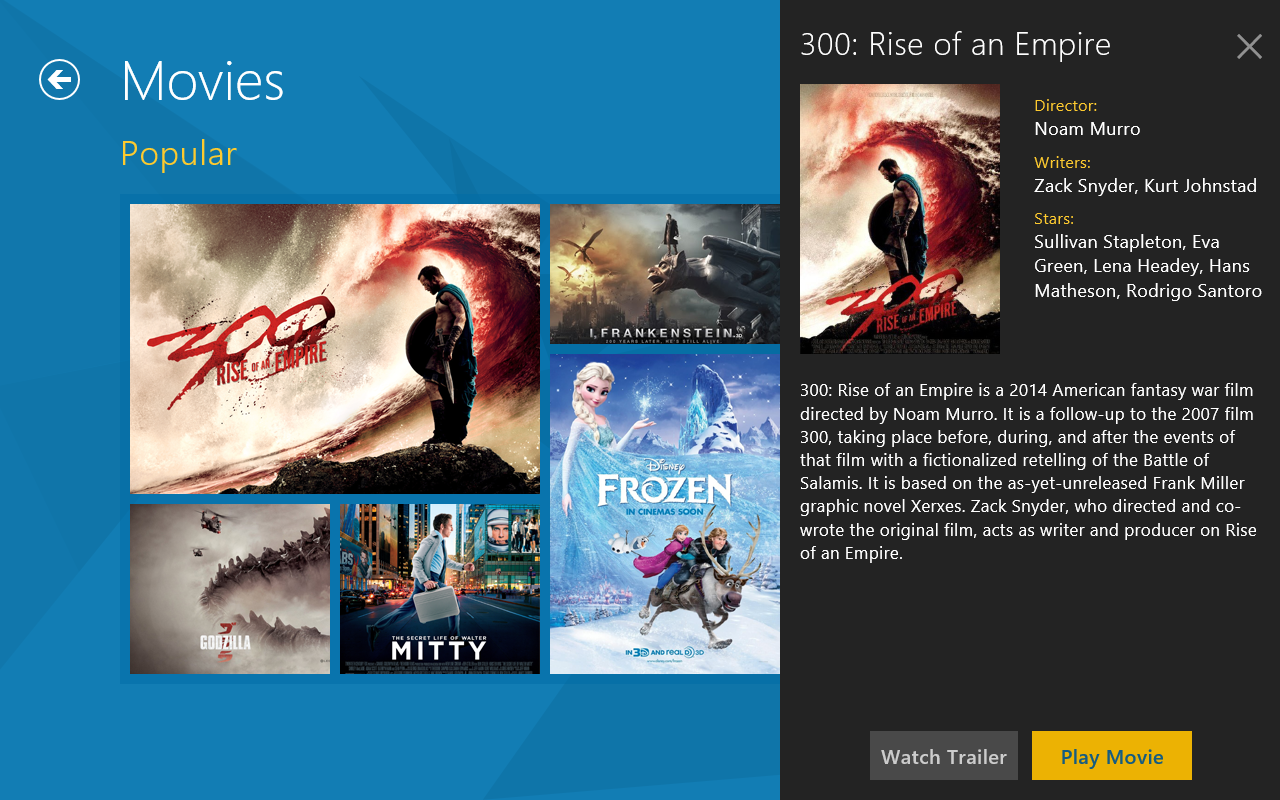 Movies
Popular
300
RISE OF AN EMPIRE
I, FRANKENSTEIN 3D
200 YEARS LATER, HE'S STILL ALIVE
DISNEY
FROZEN
IN CINEMAS SOON
IN 3D AND REAL D 3D
GODZILLA
THE SECRET LIFE OF WALTER
MITTY
300: Rise of an Empire
300
RISE OF AN EMPIRE
Director:
Noam Murro
Writers:
Zack Snyder, Kurt Johnstad
Stars:
Sullivan Stapleton, Eva
Green, Lena Headey, Hans
Matheson, Rodrigo Santoro
300: Rise of an Empire is a 2014 American fantasy war film
directed by Noam Murro. It is a follow-up to the 2007 film
300, taking place before, during, and after the events of
that film with a fictionalized retelling of the Battle of
Salamis. It is based on the as-yet-unreleased Frank Miller
graphic novel Xerxes. Zack Snyder, who directed and co-
wrote the original film, acts as writer and producer on Rise
of an Empire.
Watch Trailer
Play Movie